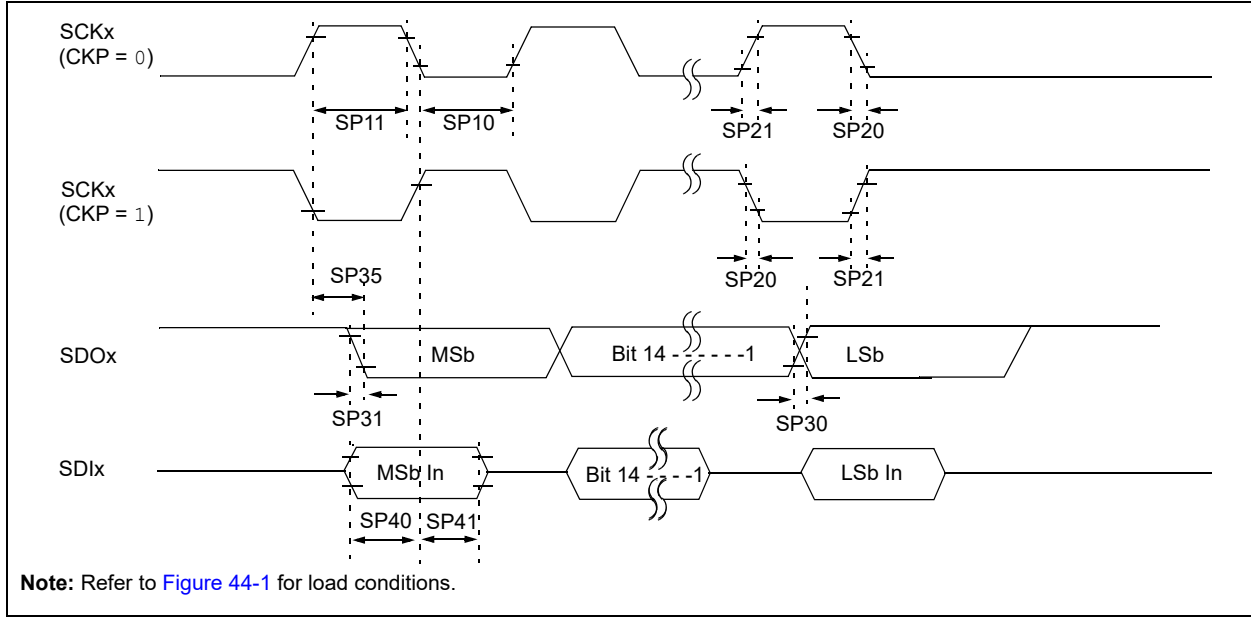 SCKx
(CKP = 0)
SP11
SP10
SP21
SP20
SCKx
(CKP = 1)
SP35
SP20
SP21
SDOx
MSb
Bit 14 - - - - - -1
LSb
SP31
SP30
SDIx
MSb In
Bit 14 - - - -1
LSb In
SP40
SP41
Note: Refer to Figure 44-1 for load conditions.